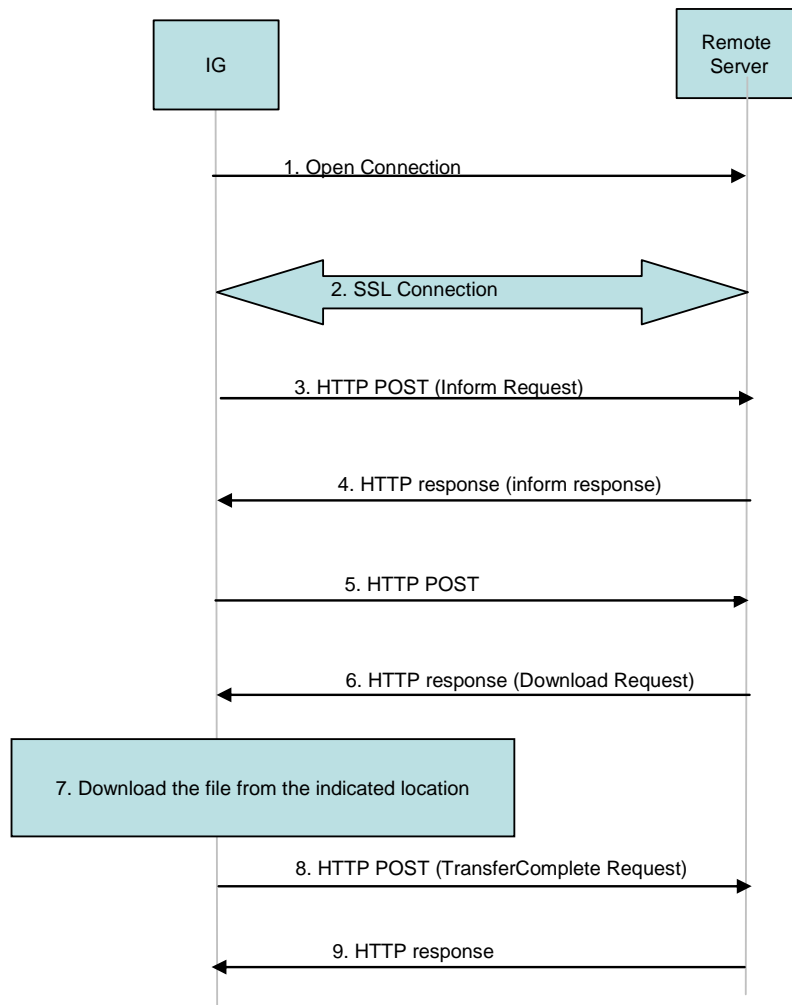 IG
Remote
Server
1. Open Connection
2. SSL Connection
3. HTTP POST (Inform Request)
4. HTTP response (inform response)
5. HTTP POST
6. HTTP response (Download Request)
7. Download the file from the indicated location
8. HTTP POST (TransferComplete Request)
9. HTTP response